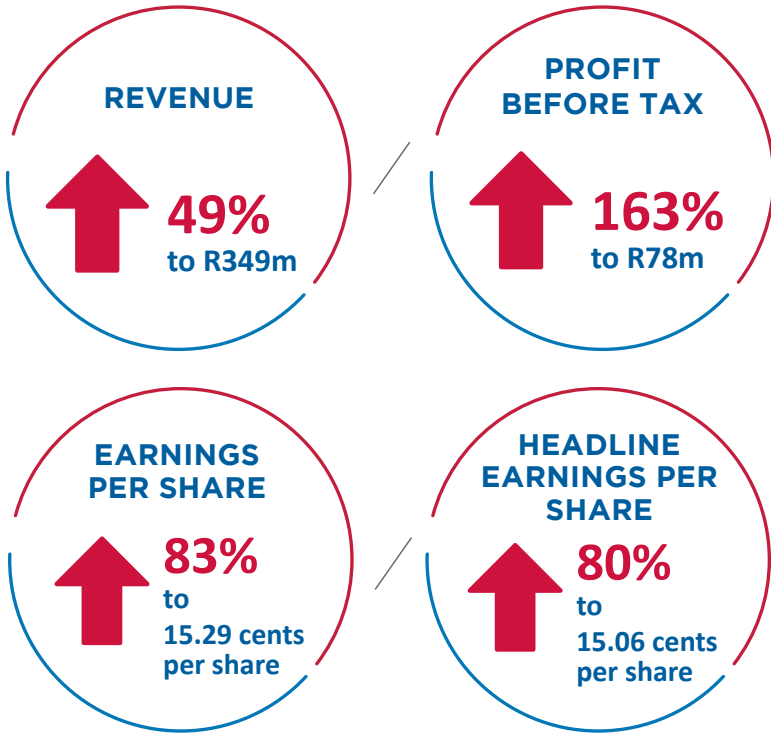 REVENUE
49%
to R349m
PROFIT
BEFORE TAX
163%
to R78m
EARNINGS
PER SHARE
83%
to
15.29 cents
per share
HEADLINE
EARNINGS PER
SHARE
80%
to
15.06 cents
per share